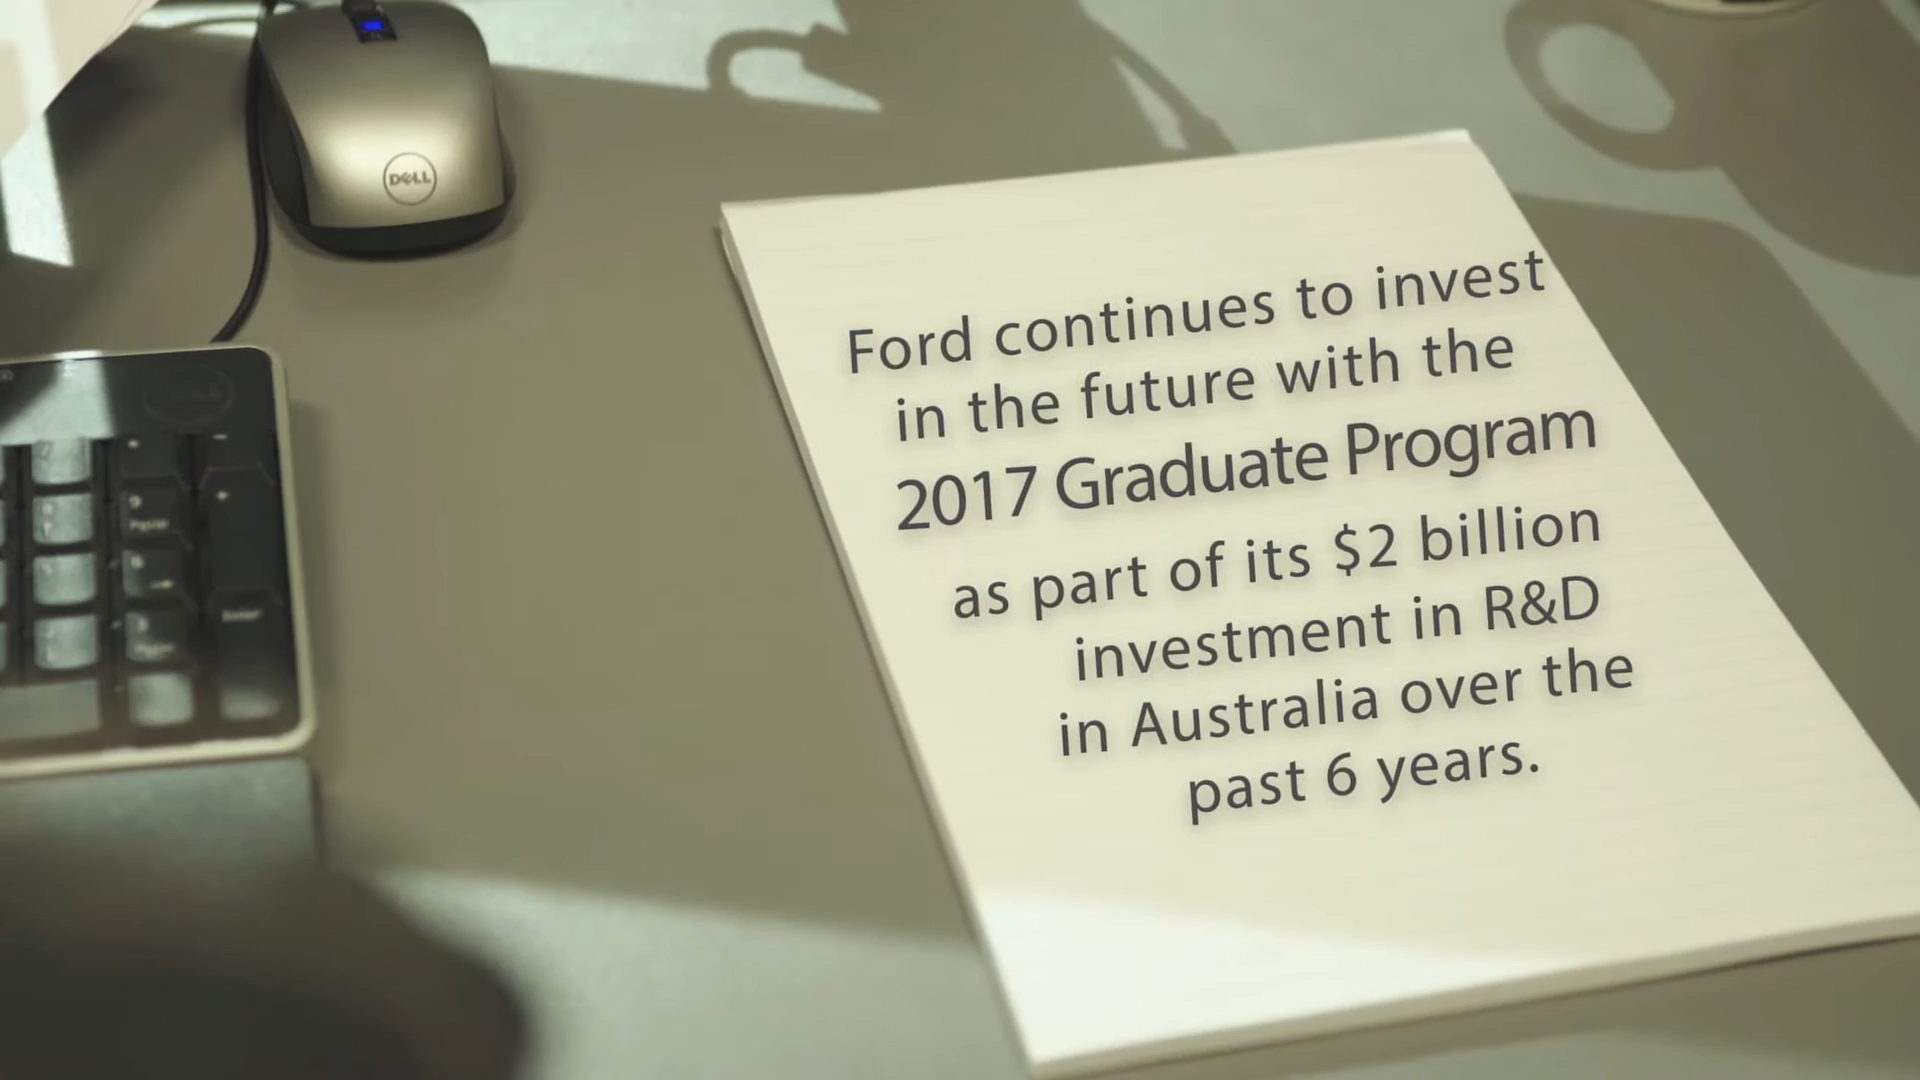 DELL
Ford continues to invest
in the future with the
2017 Graduate Program
as part of its $2 billion
investment in R&D
in Australia over the
past 6 years.
Enter